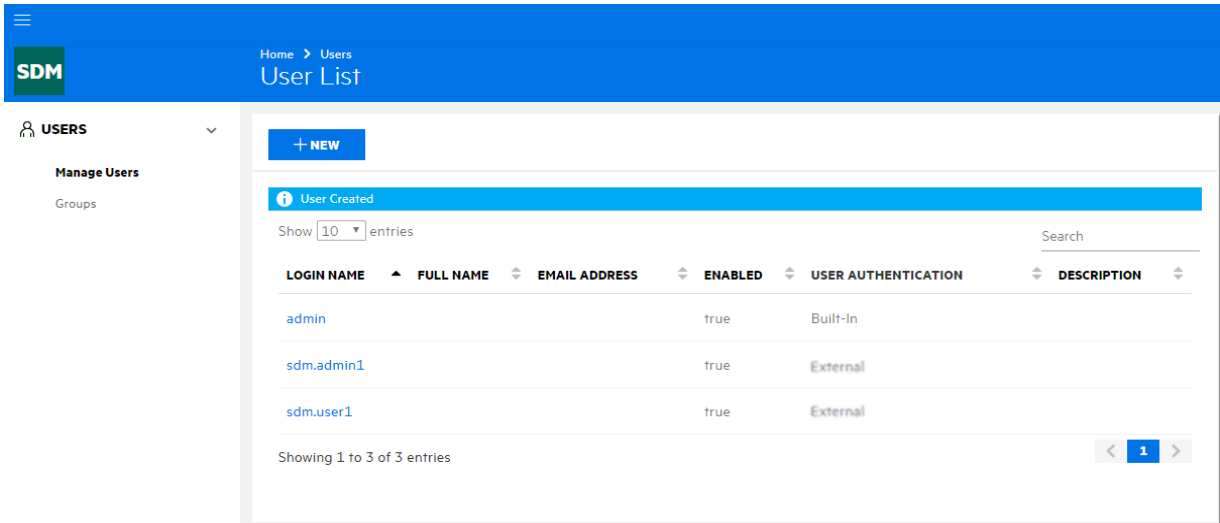 SDM
Home > Users
User List
USERS
Manage Users
Groups
+ NEW
i User Created
Show 10 entries
Search
LOGIN NAME FULL NAME EMAIL ADDRESS ENABLED USER AUTHENTICATION DESCRIPTION
admin true Built-In
sdm.admin1 true External
sdm.user1 true External
Showing 1 to 3 of 3 entries
< 1 >